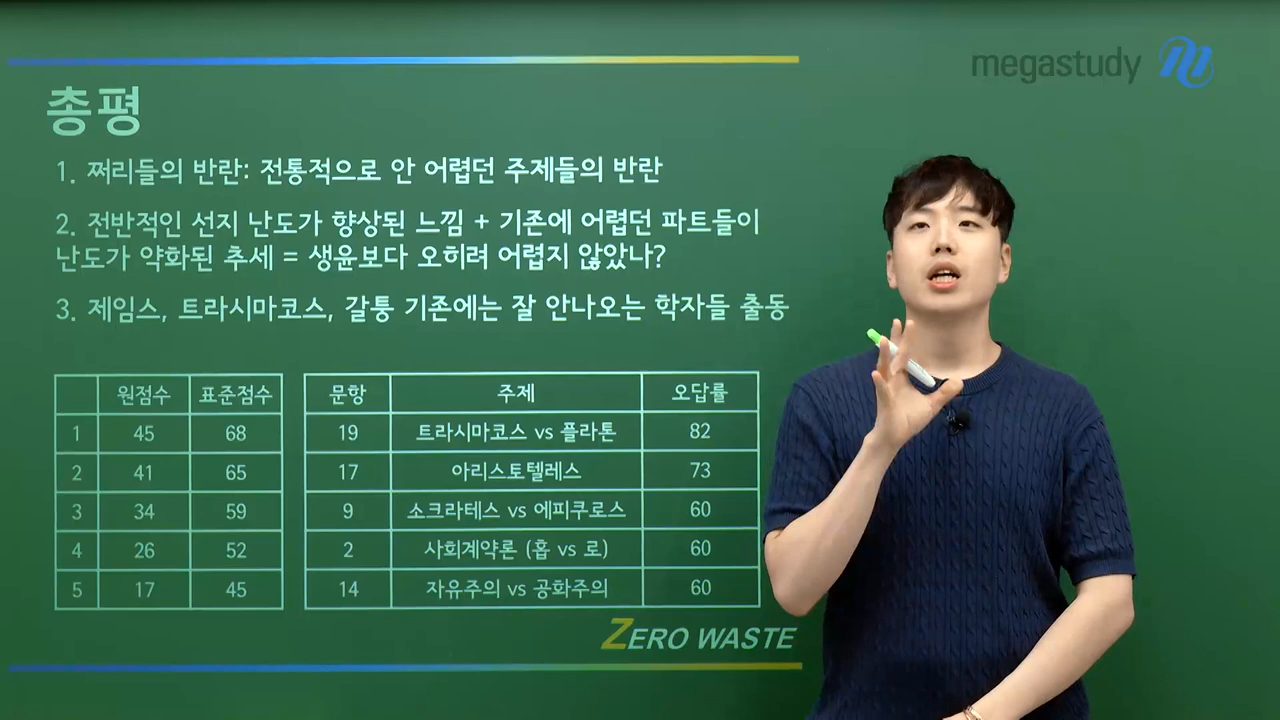 megastudy
총평
1. 쩌리들의 반란: 전통적으로 안 어렵던 주제들의 반란
2. 전반적인 선지 난도가 향상된 느낌 + 기존에 어렵던 파트들이
난도가 약화된 추세 = 생윤보다 오히려 어렵지 않았나?
3. 제임스, 트라시마코스, 갈퉁 기존에는 잘 안나오는 학자들 출동
원점수 표준점수
1 45 68
2 41 65
3 34 59
4 26 52
5 17 45
문항 주제 오답률
19 트라시마코스 vs 플라톤 82
17 아리스토텔레스 73
9 소크라테스 vs 에피쿠로스 60
2 사회계약론 (홉 vs 로) 60
14 자유주의 vs 공화주의 60
ZERO WASTE